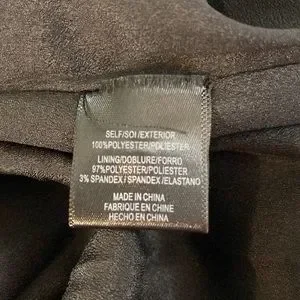 SELF/SOI/EXTERIOR
100%POLYESTER/POLIESTER
LINING/DOBLURE/FORRO
97%POLYESTER/POLIESTER
3% SPANDEX/SPANDEX/ELASTANO
MADE IN CHINA
FABRIQUE EN CHINE
HECHO EN CHINA